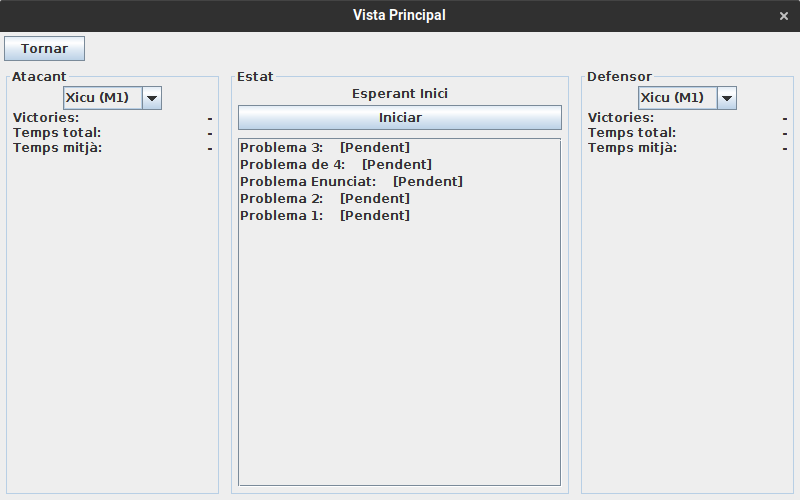 Vista Principal
Tornar
Atacant
Xicu (M1)
Victories: -
Temps total: -
Temps mitjà: -
Estat
Esperant Inici
Iniciar
Problema 3: [Pendent]
Problema de 4: [Pendent]
Problema Enunciat: [Pendent]
Problema 2: [Pendent]
Problema 1: [Pendent]
Defensor
Xicu (M1)
Victories: -
Temps total: -
Temps mitjà: -